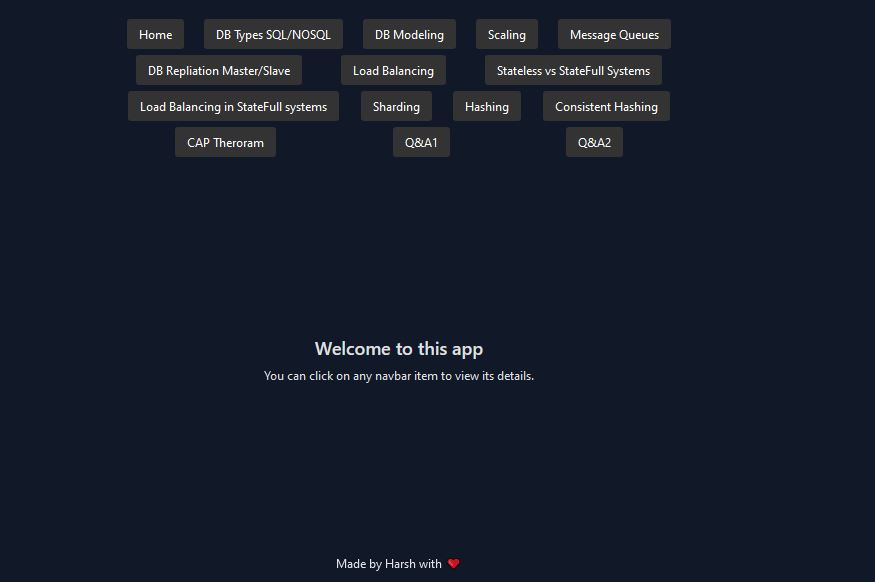 Home DB Types SQL/NOSQL DB Modeling Scaling Message Queues
DB Repliation Master/Slave Load Balancing Stateless vs StateFull Systems
Load Balancing in StateFull systems Sharding Hashing Consistent Hashing
CAP Theroram Q&A1 Q&A2
Welcome to this app
You can click on any navbar item to view its details.
Made by Harsh with ❤